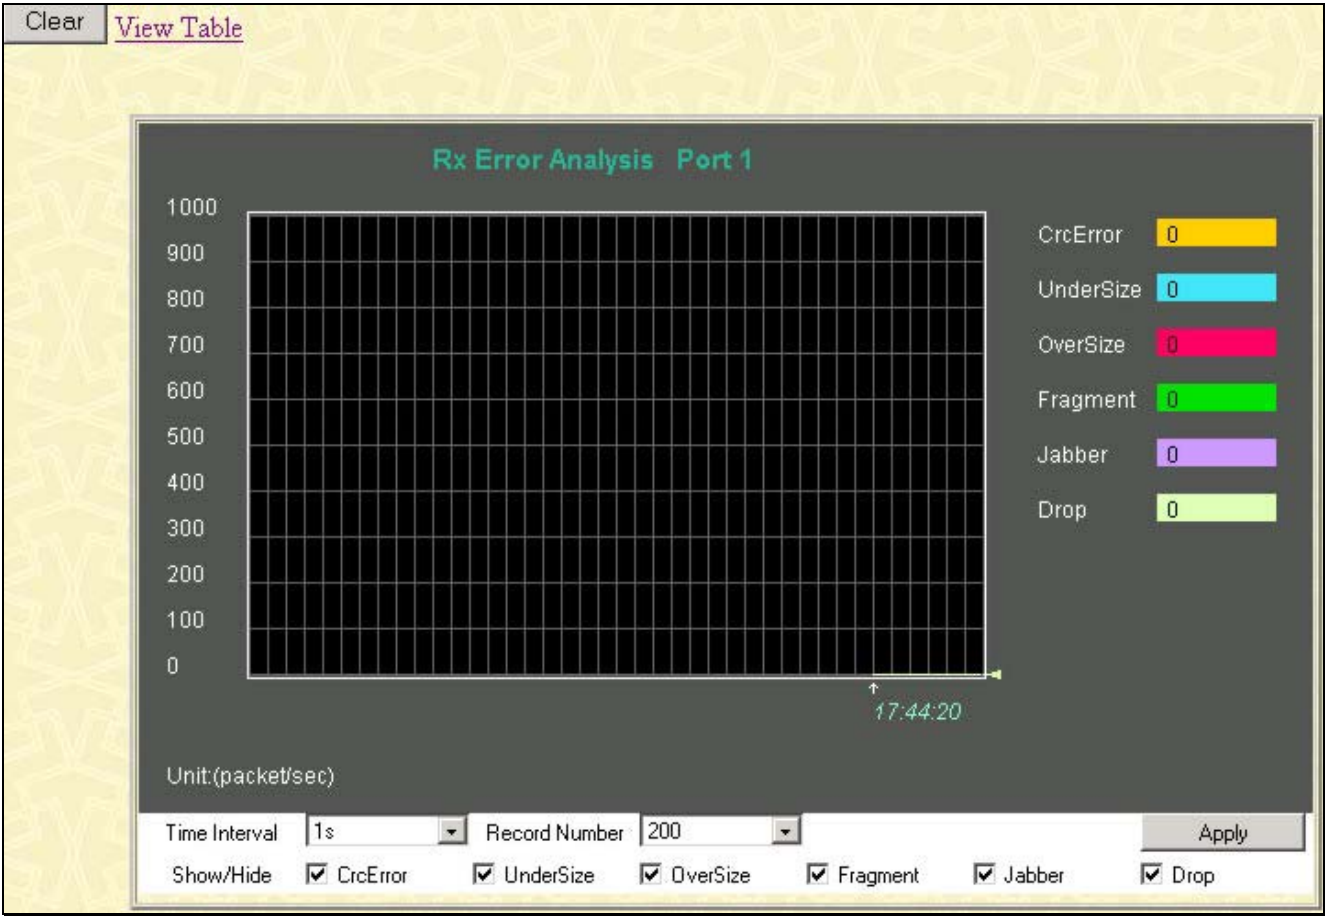 Clear View Table
Rx Error Analysis Port 1
1000
900
800
700
600
500
400
300
200
100
0
CrcError 0
UnderSize 0
OverSize 0
Fragment 0
Jabber 0
Drop 0
17:44:20
Unit:(packet/sec)
Time Interval 1s Record Number 200 Apply
Show/Hide CrcError UnderSize OverSize Fragment Jabber Drop